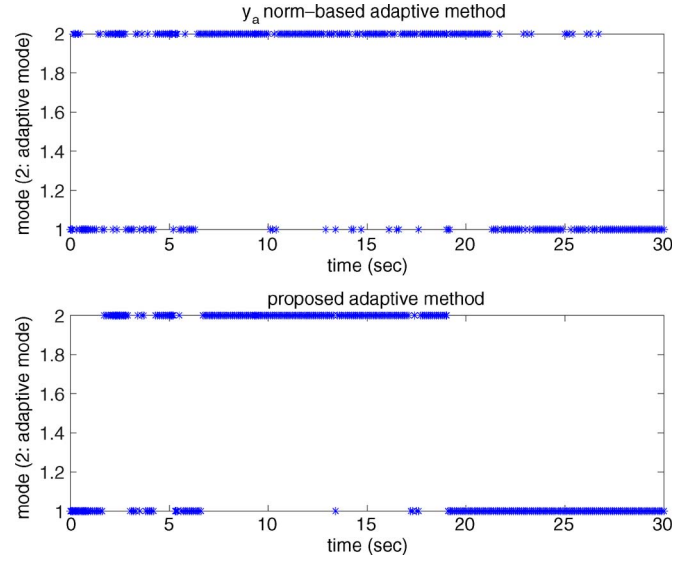 y_a norm–based adaptive method
mode (2: adaptive mode)
2
1.8
1.6
1.4
1.2
1
0 5 10 15 20 25 30
time (sec)
proposed adaptive method
mode (2: adaptive mode)
2
1.8
1.6
1.4
1.2
1
0 5 10 15 20 25 30
time (sec)